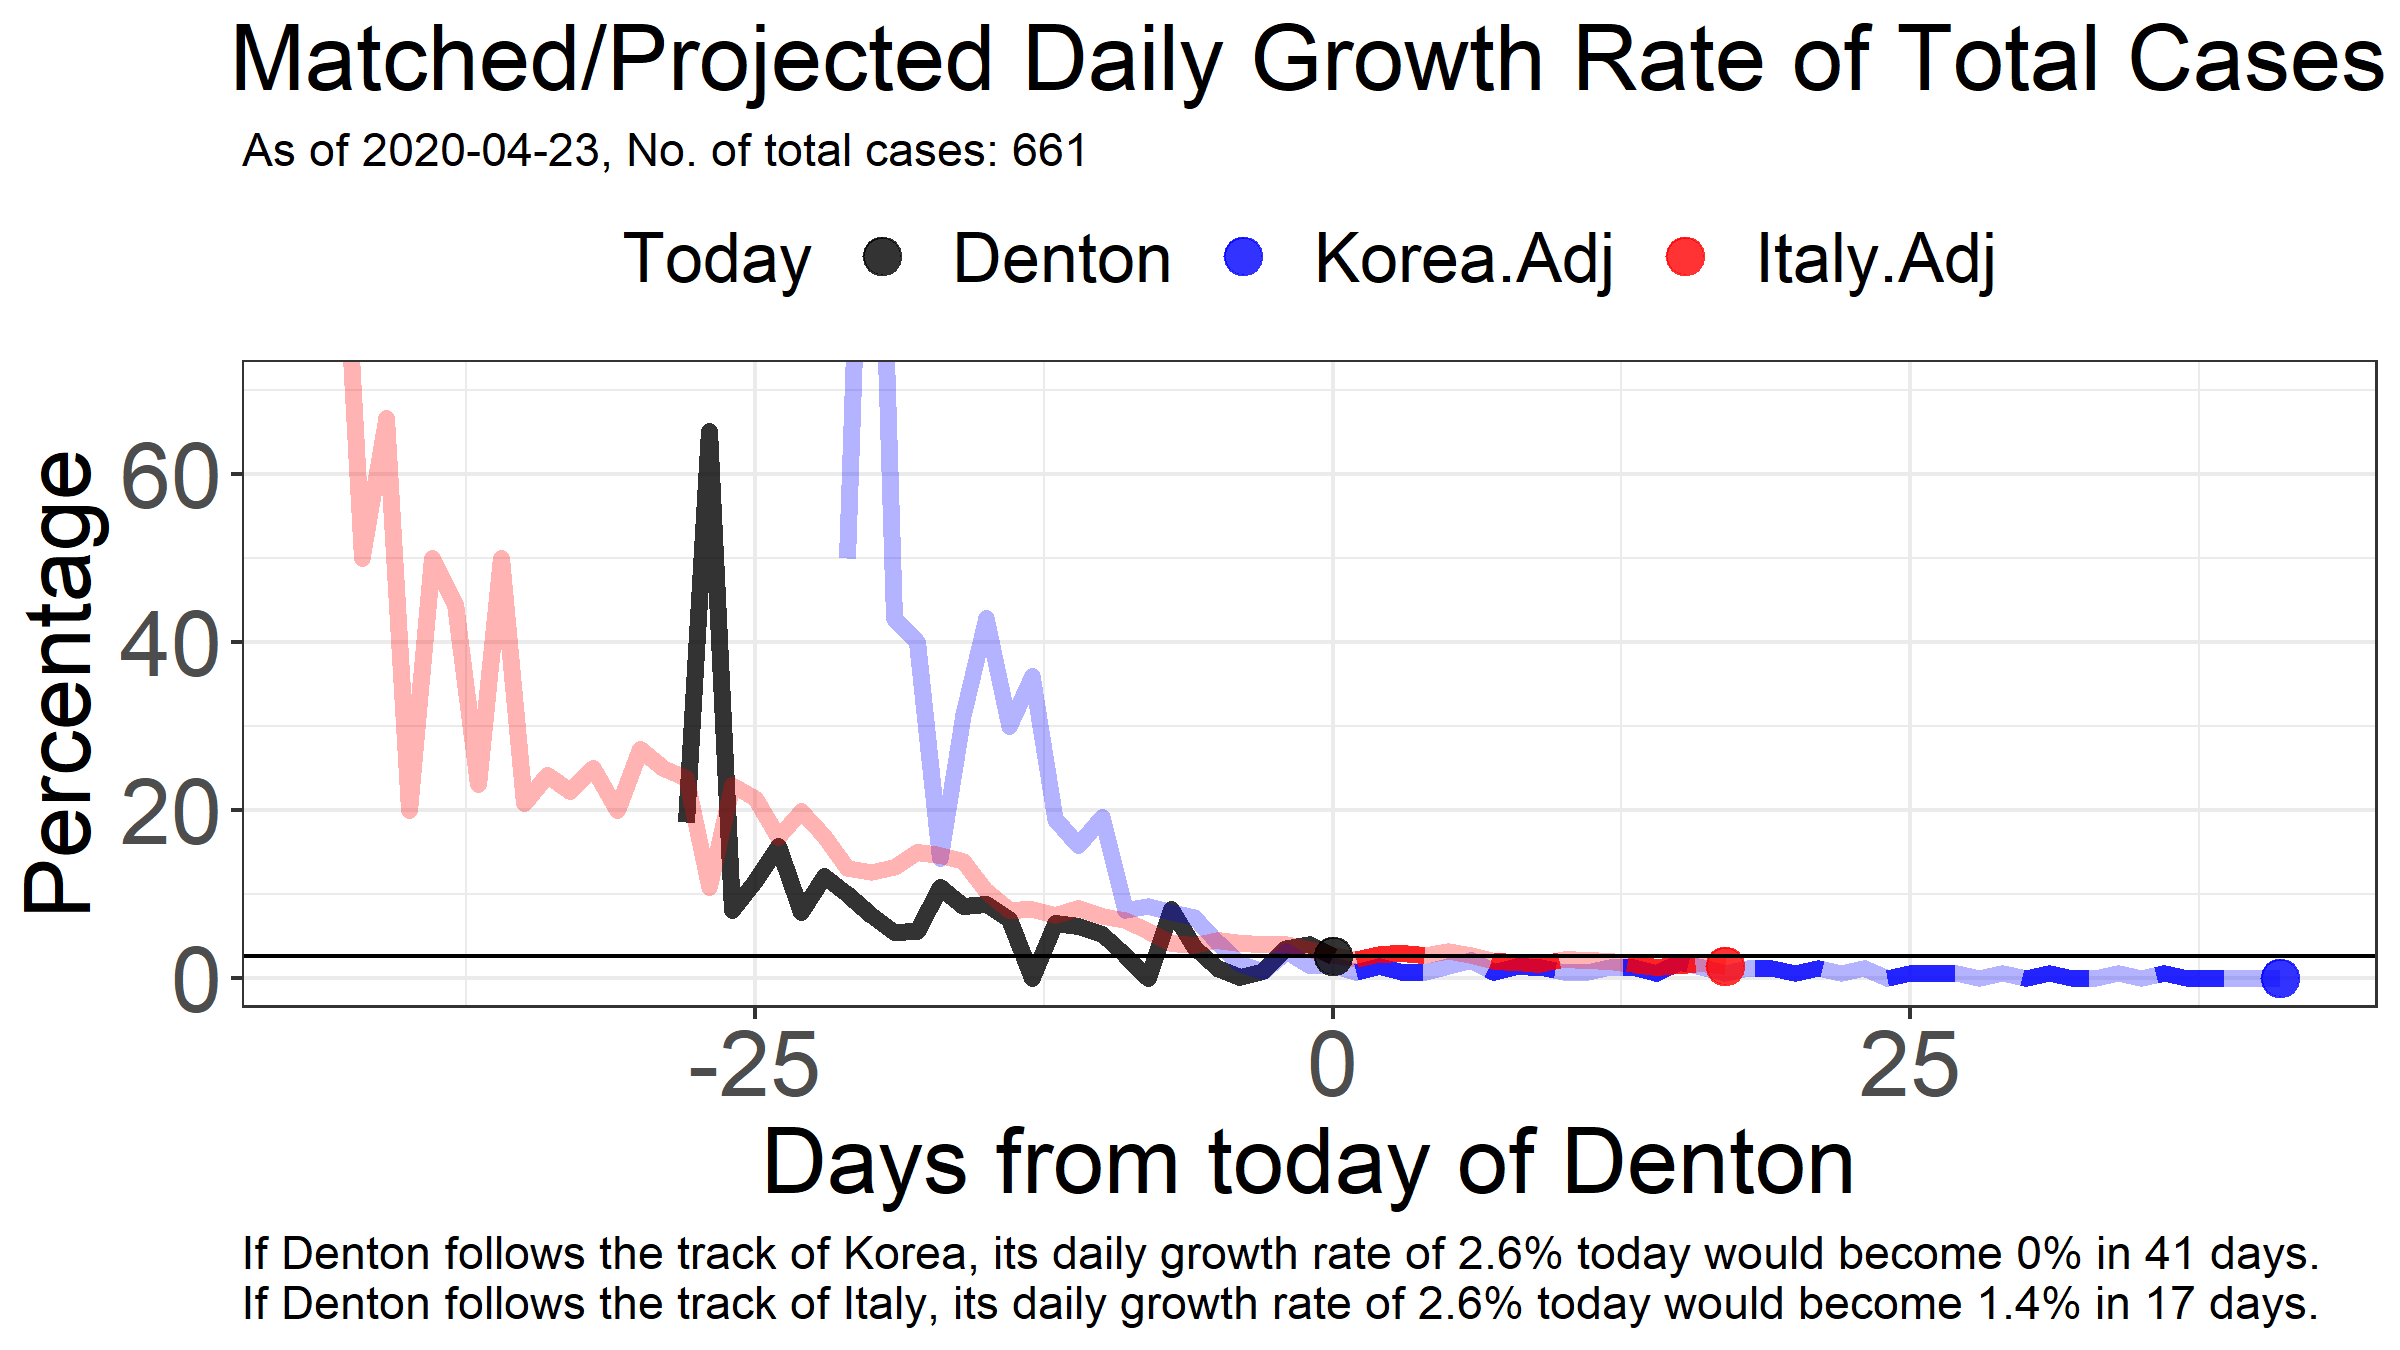 Matched/Projected Daily Growth Rate of Total Cases
As of 2020-04-23, No. of total cases: 661
Today Denton Korea.Adj Italy.Adj
Percentage
60
40
20
0
-25 0 25
Days from today of Denton
If Denton follows the track of Korea, its daily growth rate of 2.6% today would become 0% in 41 days.
If Denton follows the track of Italy, its daily growth rate of 2.6% today would become 1.4% in 17 days.